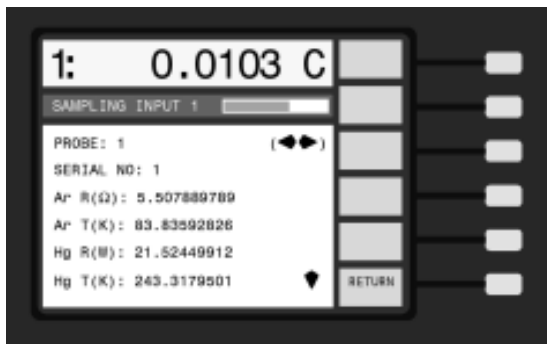 1: 0.0103 C
SAMPLING INPUT 1
PROBE: 1 (◀▶)
SERIAL NO: 1
Ar R(Ω): 5.507889789
Ar T(K): 83.83592826
Hg R(W): 21.52449912
Hg T(K): 243.3179501
RETURN